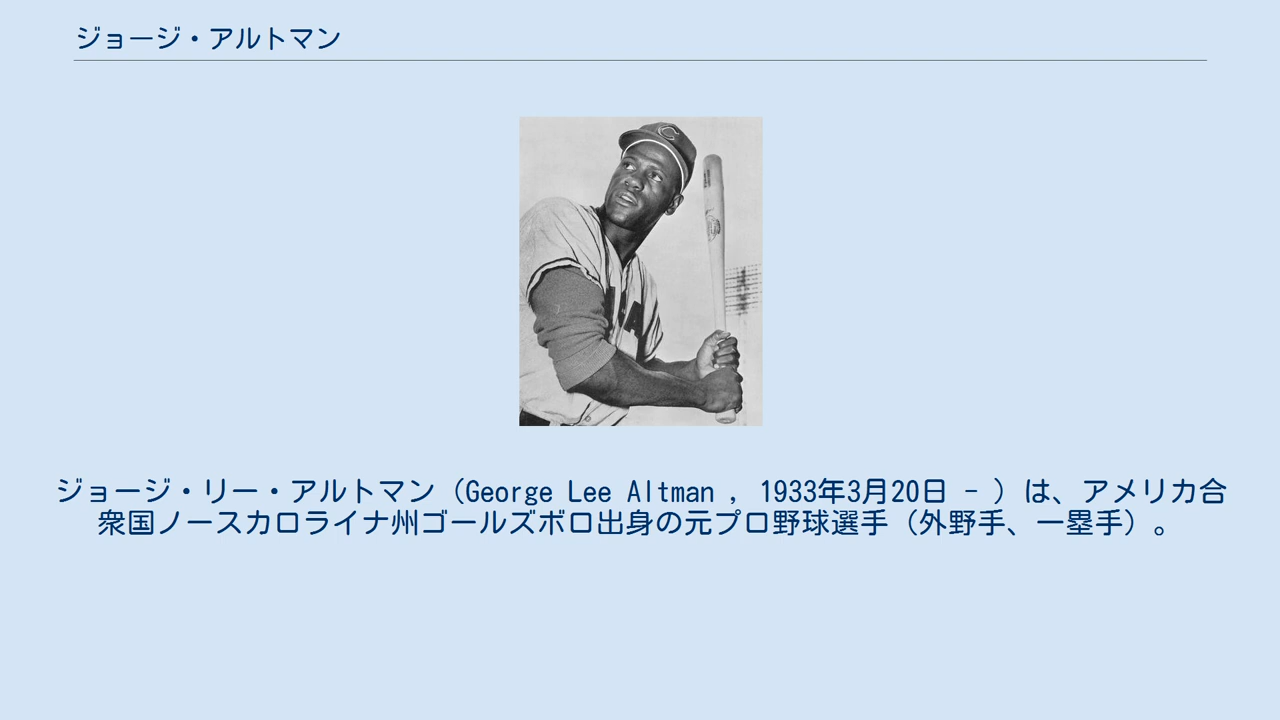 ジョージ・アルトマン
C
ジョージ・リー・アルトマン（George Lee Altman , 1933年3月20日 - ）は、アメリカ合
衆国ノースカロライナ州ゴールズボロ出身の元プロ野球選手（外野手、一塁手）。